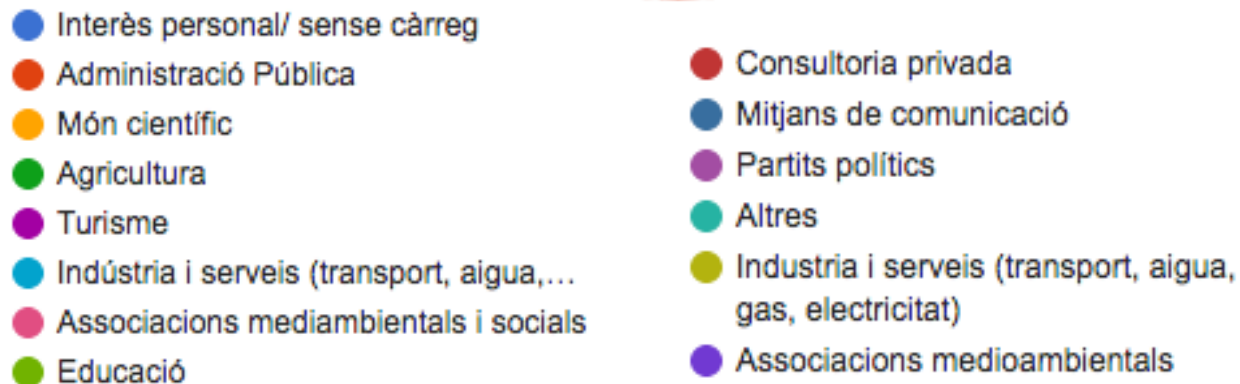 Interès personal/ sense càrreg
Administració Pública
Món científic
Agricultura
Turisme
Indústria i serveis (transport, aigua,…
Associacions mediambientals i socials
Educació
Consultoria privada
Mitjans de comunicació
Partits polítics
Altres
Industria i serveis (transport, aigua,
gas, electricitat)
Associacions medioambientals